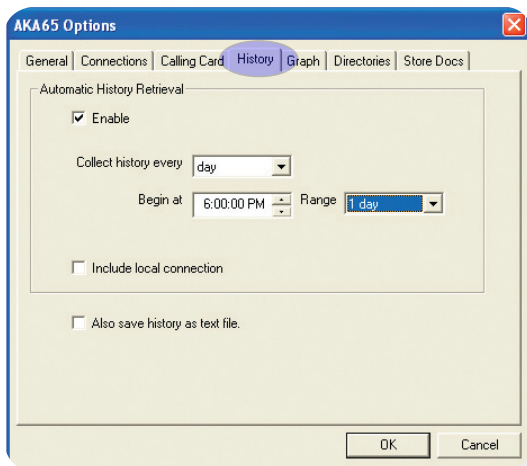 AKA65 Options
General Connections Calling Card History Graph Directories Store Docs
Automatic History Retrieval
Enable
Collect history every day
Begin at 6:00:00 PM Range 1 day
Include local connection
Also save history as text file.
OK Cancel